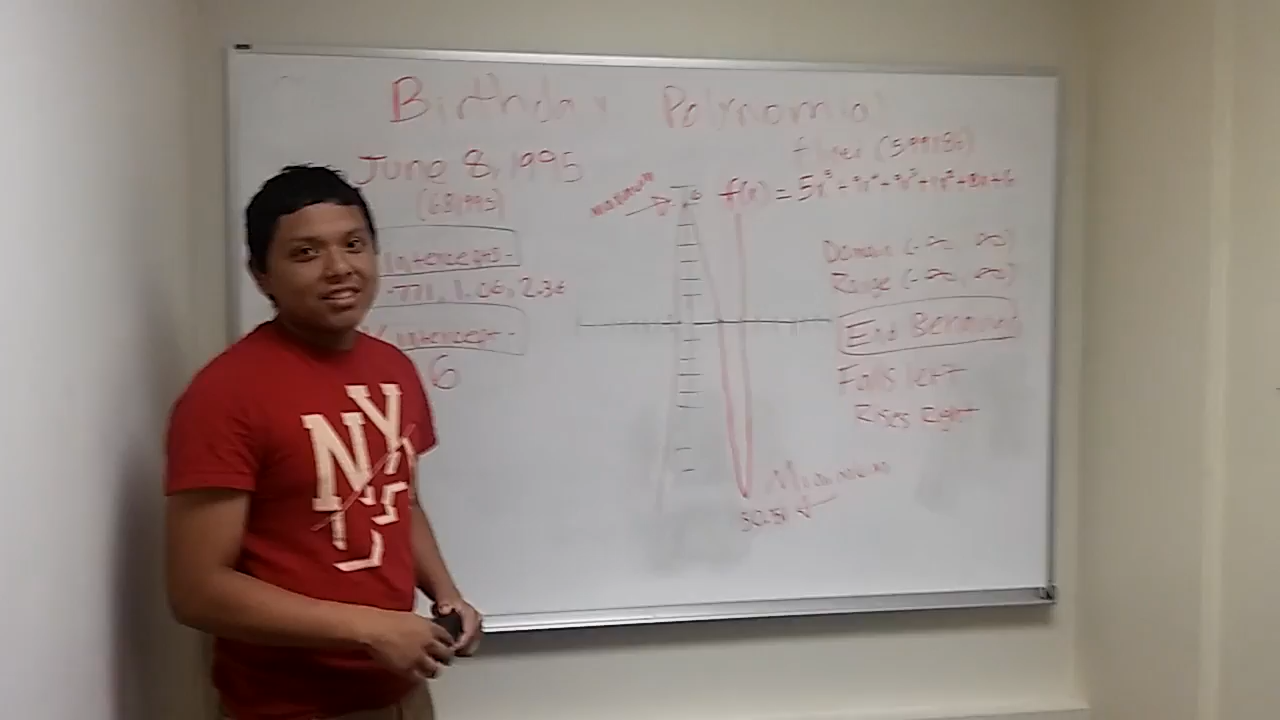 Birthday Polynomial
June 8, 1995
(681995)
Intercepts-
-.771, 1.06, 2.36
Y intercept-
6
maximum
6
f(x) =
Domain (-∞, ∞)
Range (-∞, ∞)
End Behavior
Falls left
Rises Right
Minimum
NY